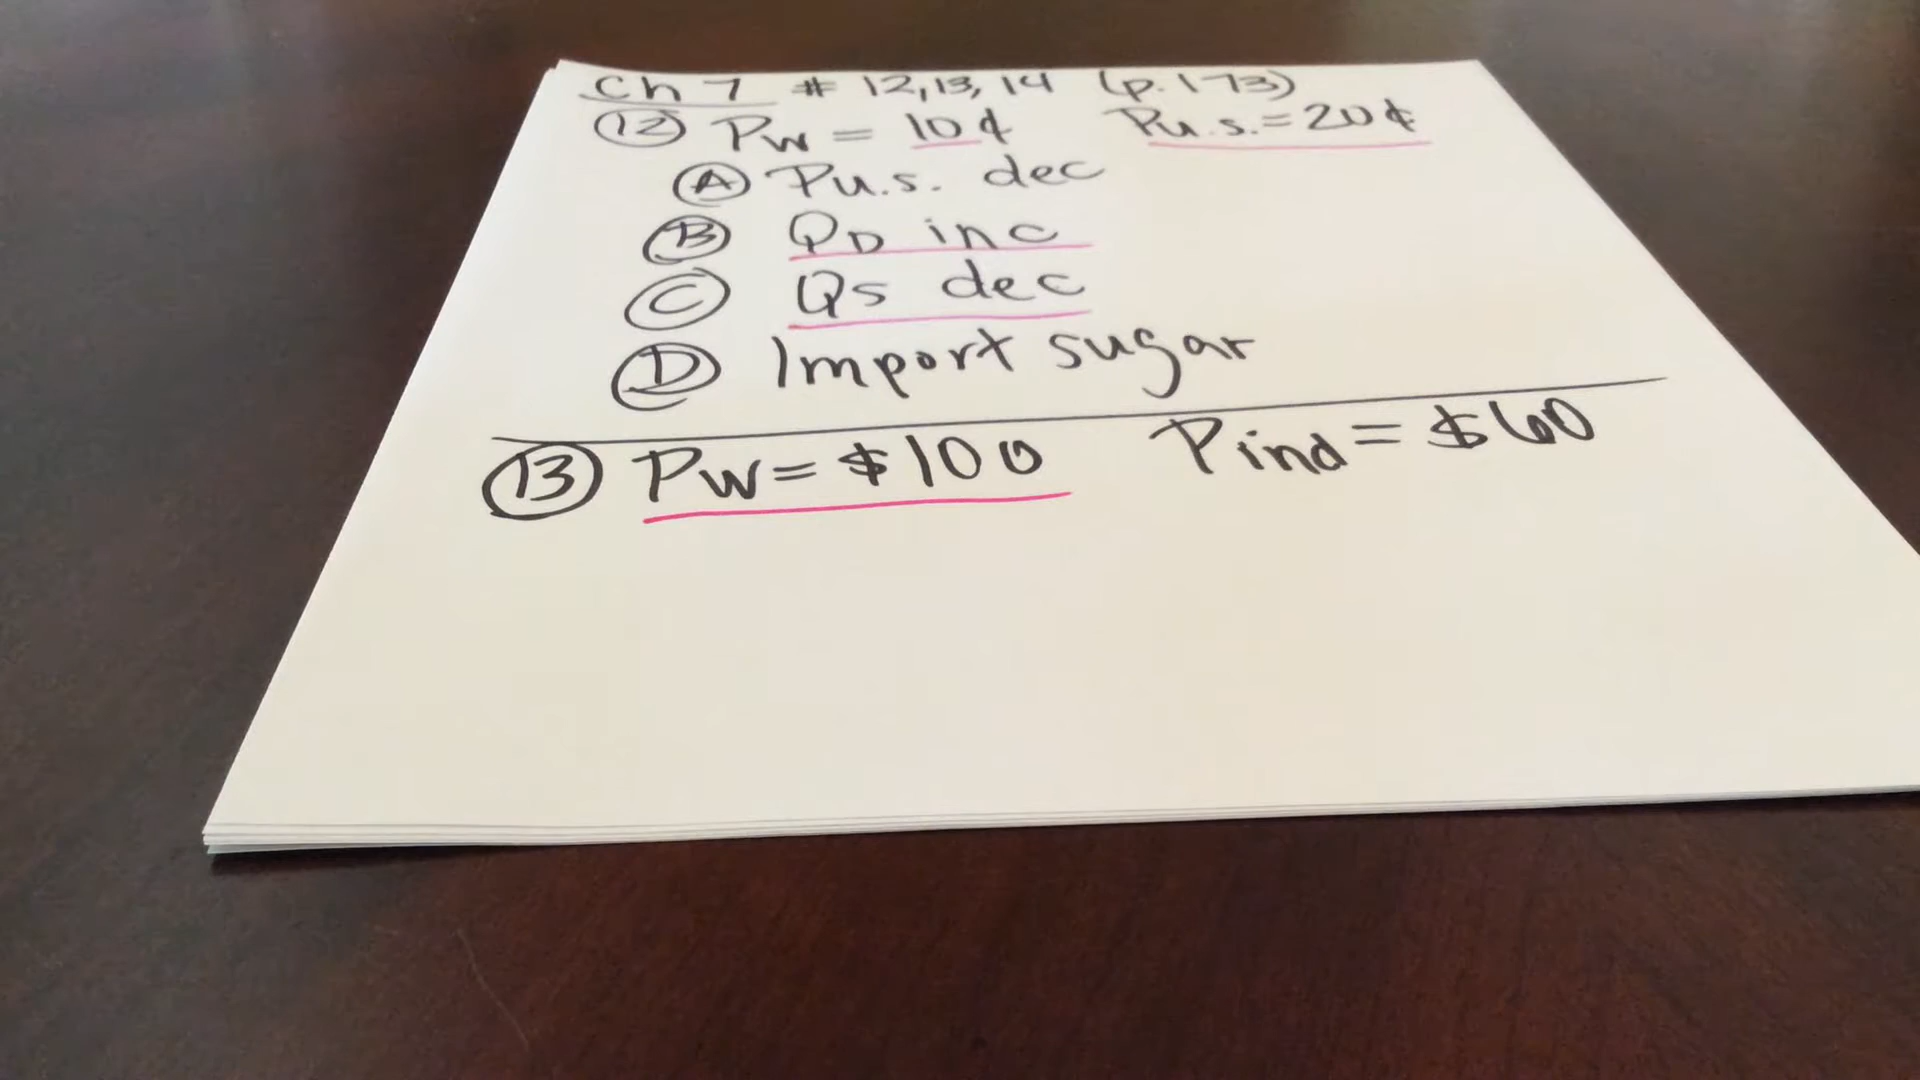 Ch 7 # 12, 13, 14 (p. 173)
12 Pw = 10¢ Pu.s. = 20¢
A Pu.s. dec
B QD inc
C Qs dec
D Import sugar
13 Pw = $100 Pind = $60